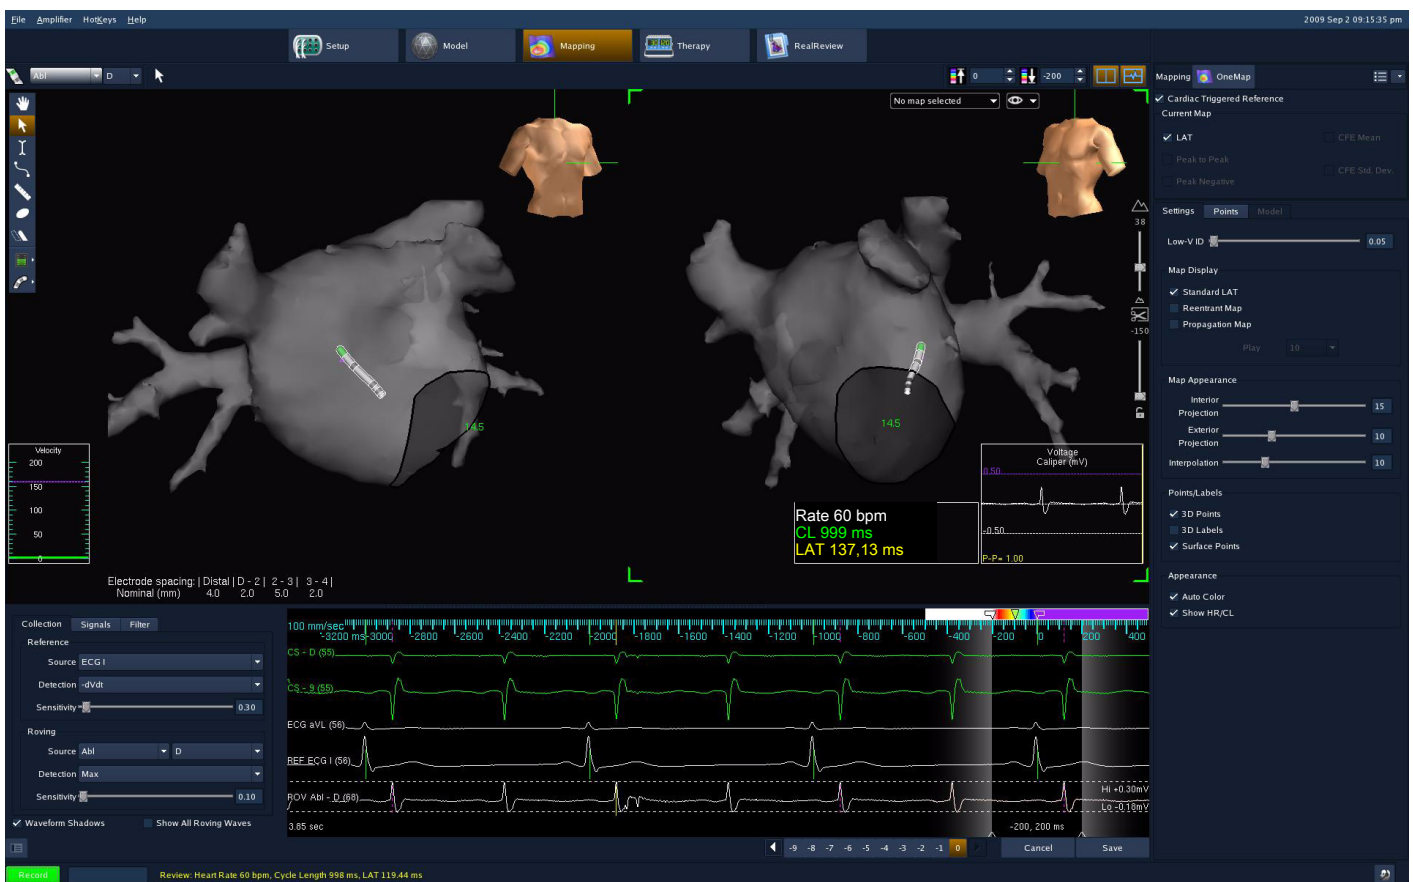 File Amplifier HotKeys Help
2009 Sep 2 09:15:35 pm
Setup Model Mapping Therapy RealReview
Abl D
0 -200
Mapping OneMap
No map selected
Cardiac Triggered Reference
Current Map
LAT CFE Mean
Peak to Peak
CFE Std. Dev.
Peak Negative
Settings Points Model
Low-V ID 0.05
Map Display
Standard LAT
Reentrant Map
Propagation Map
Play 10
Map Appearance
Interior
Projection 15
Exterior
Projection 10
Interpolation 10
Points/Labels
3D Points
3D Labels
Surface Points
Appearance
Auto Color
Show HR/CL
38
-150
14.5
14.5
Velocity
200
150
100
50
0
Voltage
Caliper (mV)
0.50
-0.50
P-P= 1.00
Rate 60 bpm
CL 999 ms
LAT 137,13 ms
Electrode spacing: | Distal | D - 2 | 2 - 3 | 3 - 4 |
Nominal (mm) 4.0 2.0 5.0 2.0
Collection Signals Filter
Reference
Source ECG I
Detection -dVdt
Sensitivity 0.30
Roving
Source Abl D
Detection Max
Sensitivity 0.10
Waveform Shadows Show All Roving Waves
100 mm/sec
-3200 ms -3000 -2800 -2600 -2400 -2200 -2000 -1800 -1600 -1400 -1200 -1000 -800 -600 -400 -200 0 200 400
CS - D (55)
CS - 9 (55)
ECG aVL (56)
REF ECG I (56)
ROV Abl - D (68)
Hi +0.30mV
Lo -0.18mV
3.85 sec
-200, 200 ms
-9 -8 -7 -6 -5 -4 -3 -2 -1 0
Cancel Save
Record
Review: Heart Rate 60 bpm, Cycle Length 998 ms, LAT 119.44 ms